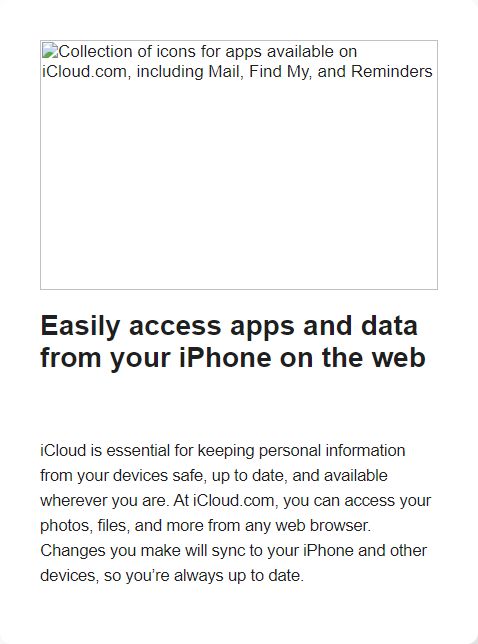 Collection of icons for apps available on
iCloud.com, including Mail, Find My, and Reminders
Easily access apps and data
from your iPhone on the web
iCloud is essential for keeping personal information
from your devices safe, up to date, and available
wherever you are. At iCloud.com, you can access your
photos, files, and more from any web browser.
Changes you make will sync to your iPhone and other
devices, so you’re always up to date.